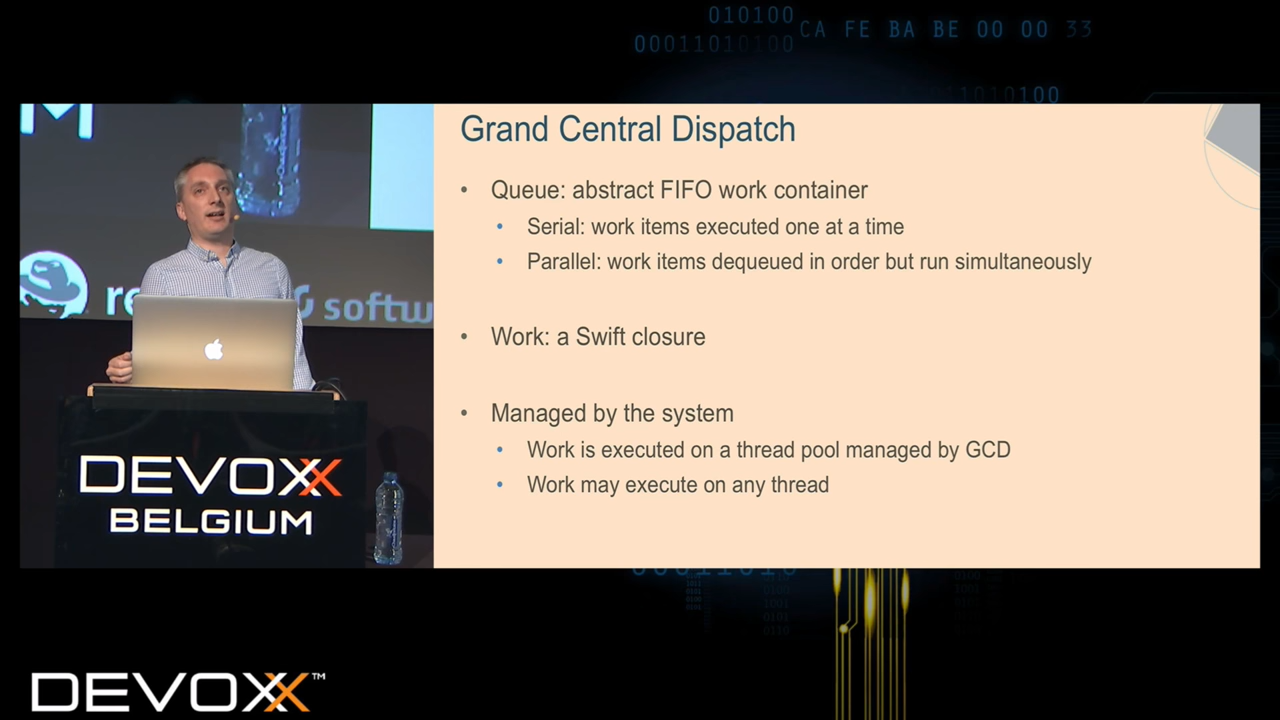 010100
00011010100
CA FE BA BE 00 00 33
1010100
Grand Central Dispatch
• Queue: abstract FIFO work container
• Serial: work items executed one at a time
• Parallel: work items dequeued in order but run simultaneously
• Work: a Swift closure
• Managed by the system
• Work is executed on a thread pool managed by GCD
• Work may execute on any thread
DEVOXX
BELGIUM
DEVOXX™